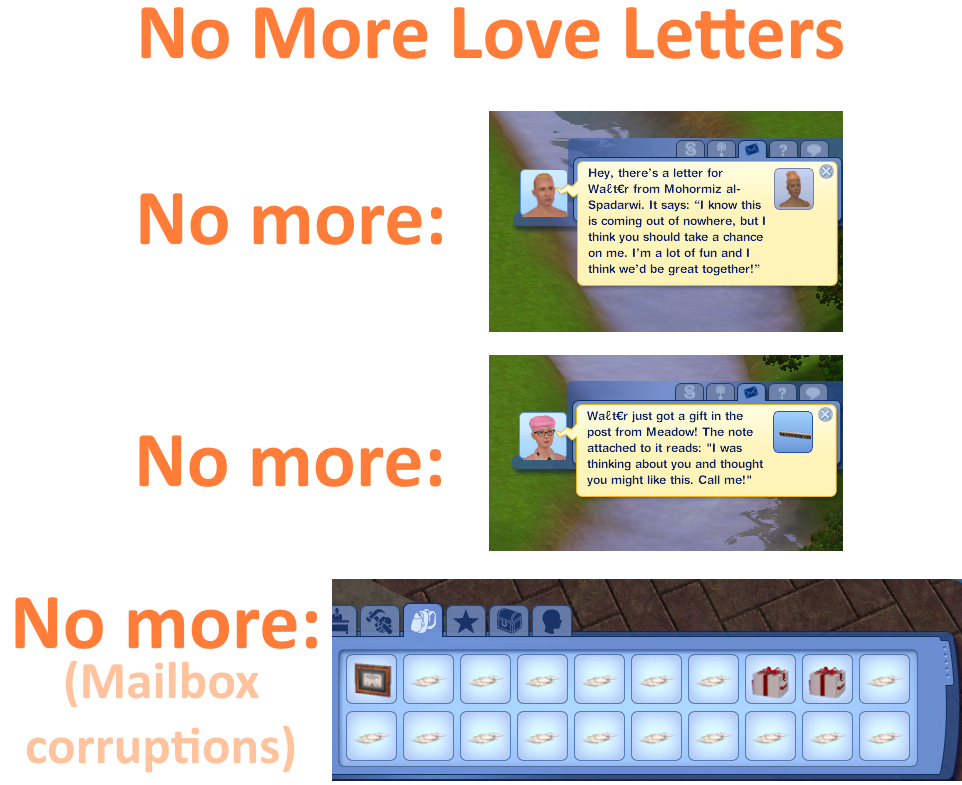 No More Love Letters
No more:
Hey, there's a letter for
Waℓt€r from Mohormiz al-
Spadarwi. It says: “I know this
is coming out of nowhere, but I
think you should take a chance
on me. I'm a lot of fun and I
think we'd be great together!”
No more:
Waℓt€r just got a gift in the
post from Meadow! The note
attached to it reads: "I was
thinking about you and thought
you might like this. Call me!"
No more:
(Mailbox
corruptions)